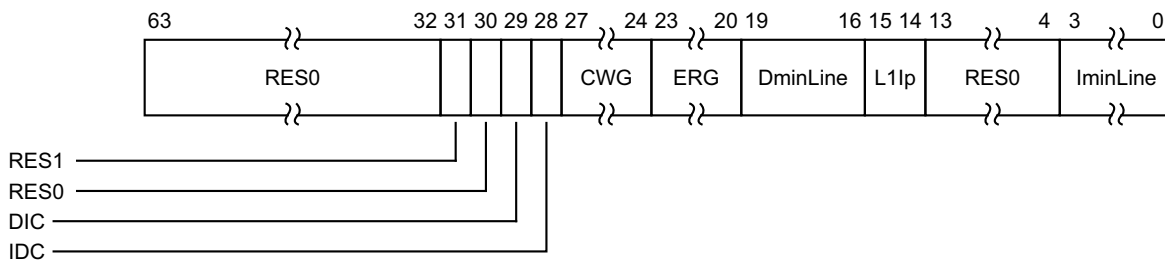 63 32 31 30 29 28 27 24 23 20 19 16 15 14 13 4 3 0
RES0 CWG ERG DminLine L1Ip RES0 IminLine
RES1
RES0
DIC
IDC